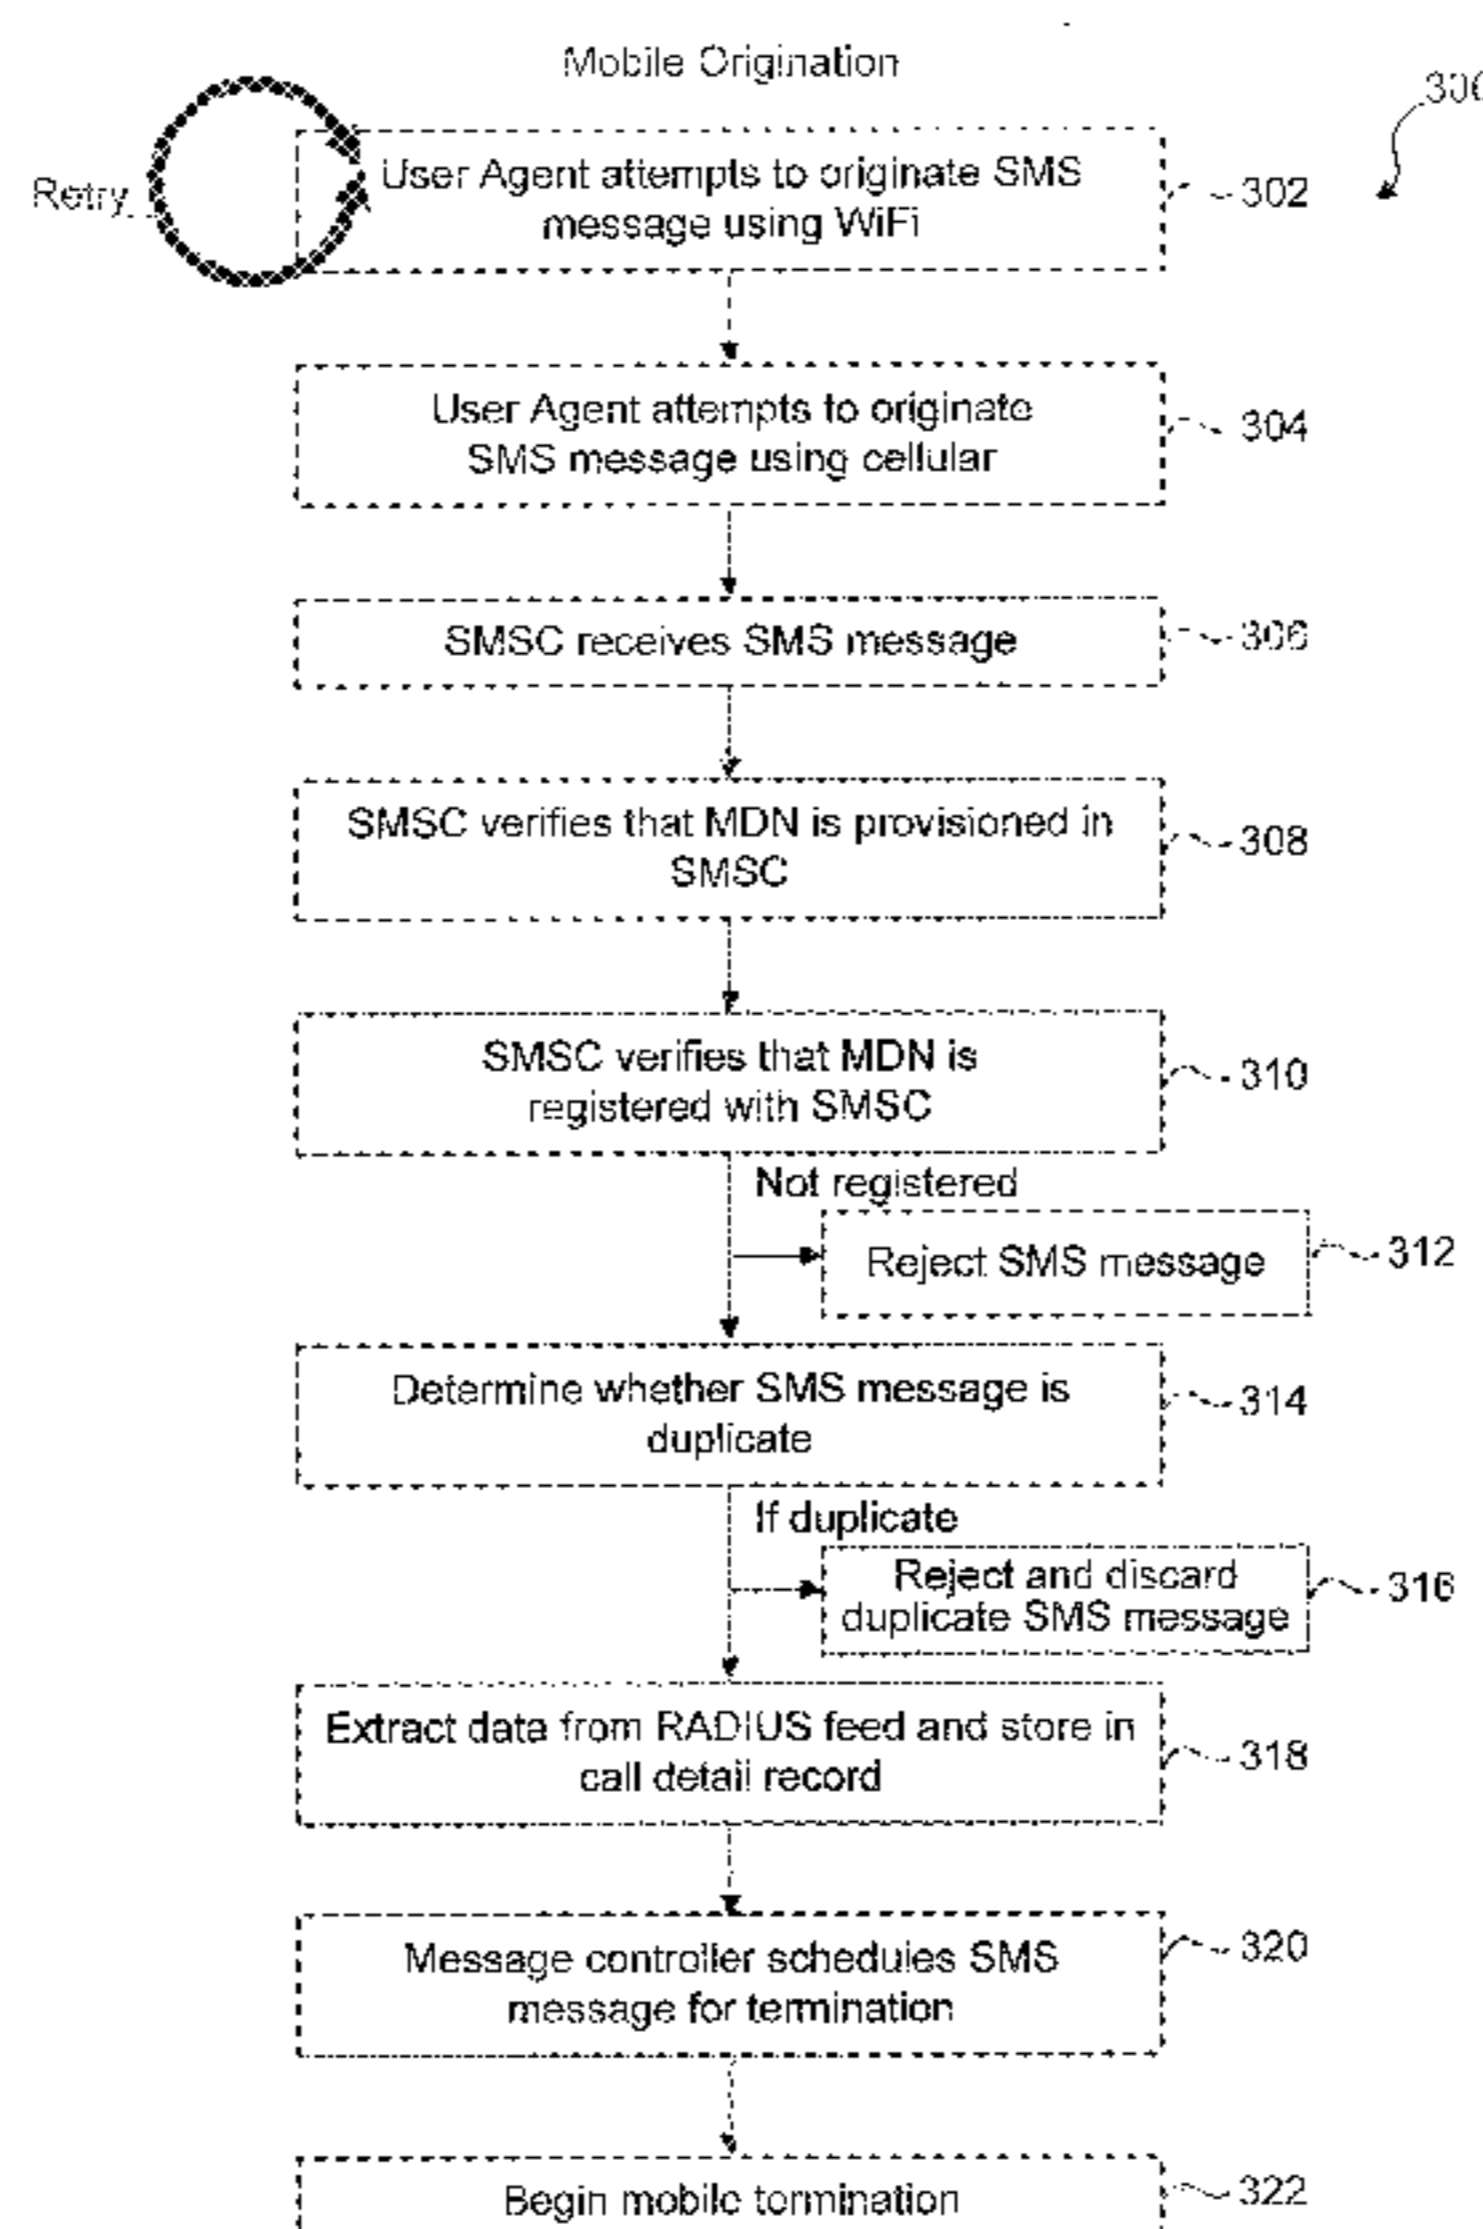 Mobile Origination
300
Retry
User Agent attempts to originate SMS
message using WiFi
302
User Agent attempts to originate
SMS message using cellular
304
SMSC receives SMS message
306
SMSC verifies that MDN is provisioned in
SMSC
308
SMSC verifies that MDN is
registered with SMSC
310
Not registered
Reject SMS message
312
Determine whether SMS message is
duplicate
314
If duplicate
Reject and discard
duplicate SMS message
316
Extract data from RADIUS feed and store in
call detail record
318
Message controller schedules SMS
message for termination
320
Begin mobile termination
322